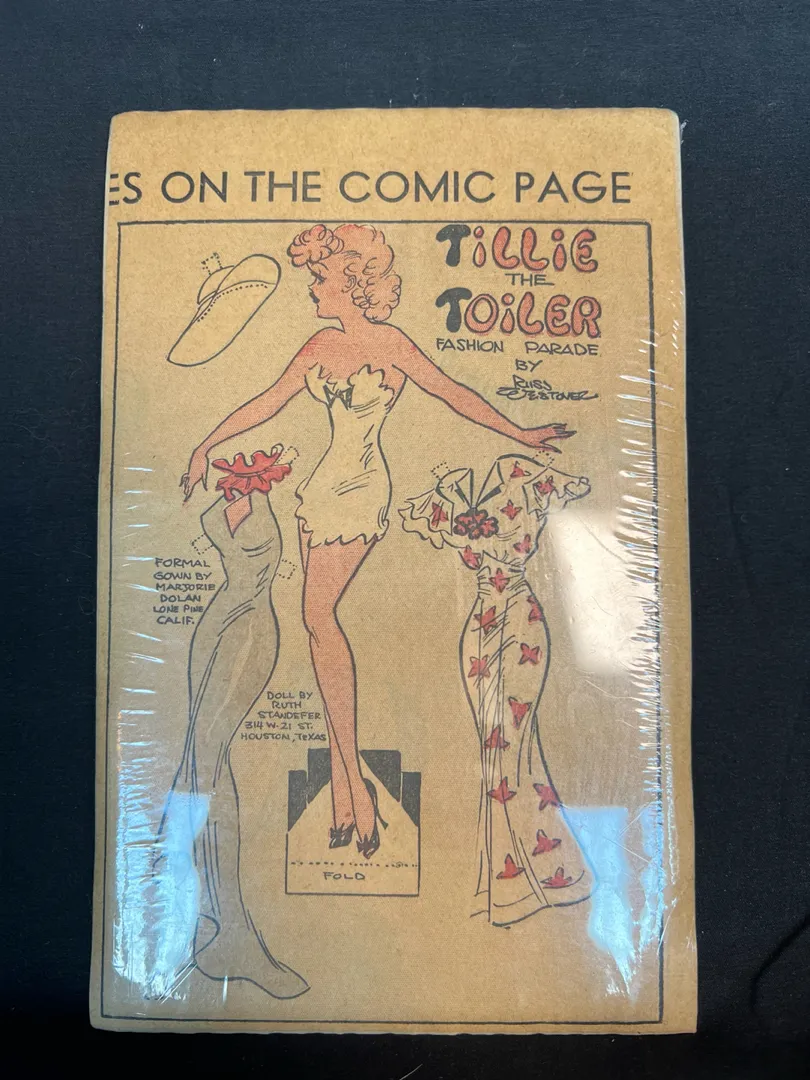 ES ON THE COMIC PAGE
TiLLiE
THE
TOiLER
FASHION PARADE
BY
RUSS
WESTOVER
FORMAL
GOWN BY
MARJORIE
DOLAN
LONE PINE
CALIF.
DOLL BY
RUTH
STANDEFER
314 W. 21 ST.
HOUSTON, TEXAS
FOLD